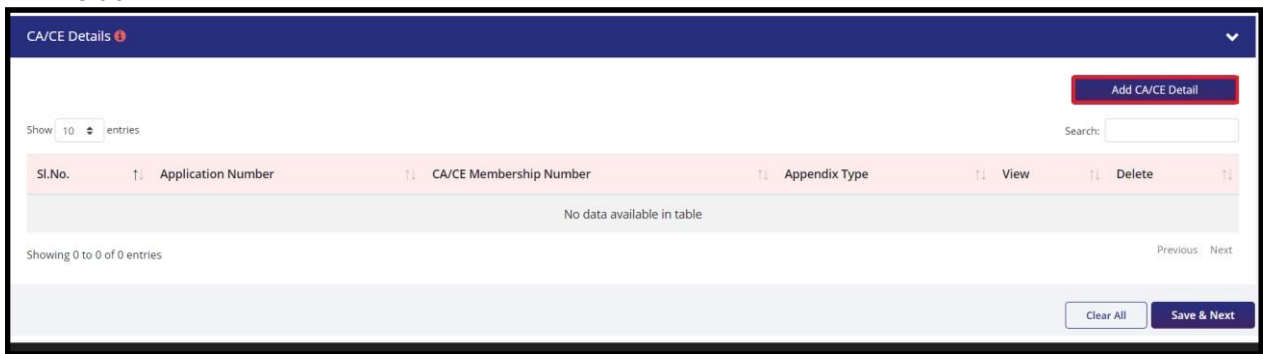 CA/CE Details
Add CA/CE Detail
Show 10 entries
Search:
Sl.No. Application Number CA/CE Membership Number Appendix Type View Delete
No data available in table
Showing 0 to 0 of 0 entries
Previous Next
Clear All Save & Next